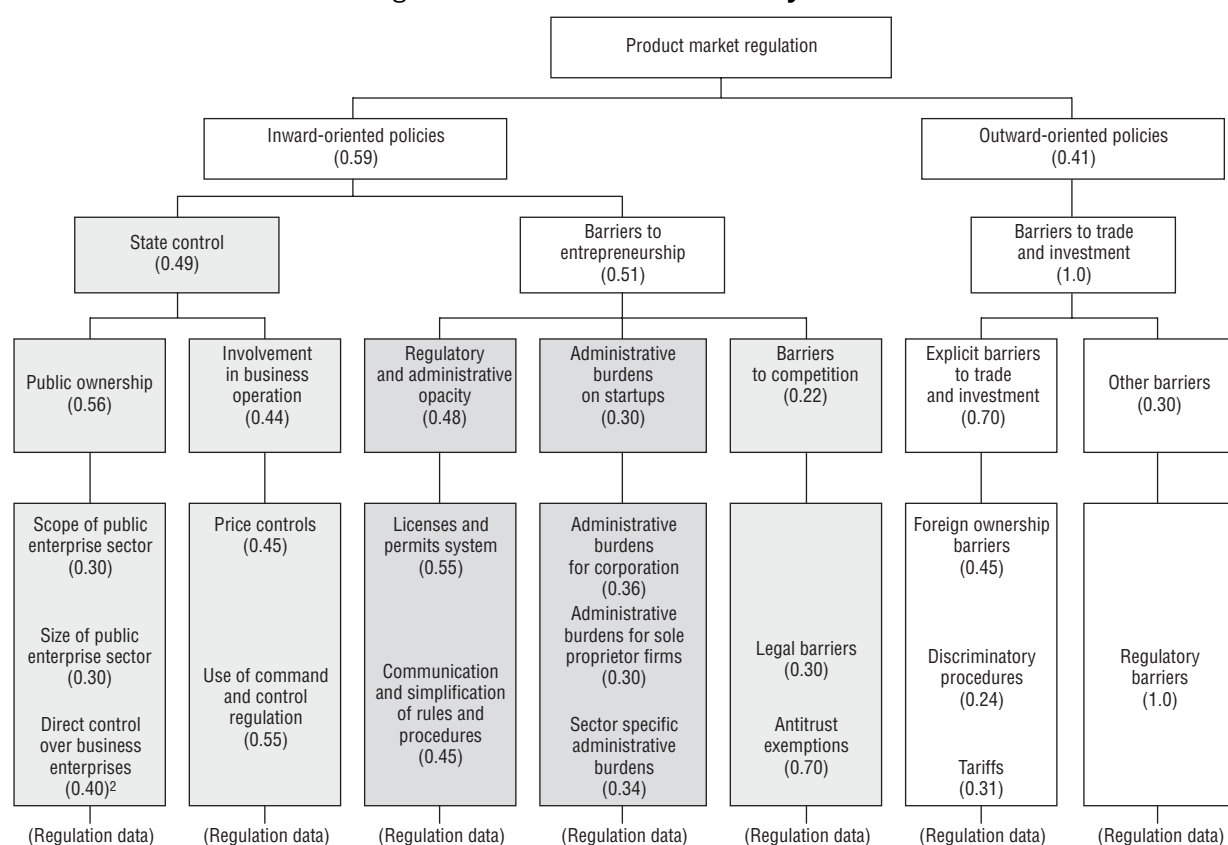 Product market regulation
Inward-oriented policies
(0.59)
Outward-oriented policies
(0.41)
State control
(0.49)
Barriers to
entrepreneurship
(0.51)
Barriers to trade
and investment
(1.0)
Public ownership
(0.56)
Involvement
in business
operation
(0.44)
Regulatory
and administrative
opacity
(0.48)
Administrative
burdens
on startups
(0.30)
Barriers
to competition
(0.22)
Explicit barriers
to trade
and investment
(0.70)
Other barriers
(0.30)
Scope of public
enterprise sector
(0.30)
Size of public
enterprise sector
(0.30)
Direct control
over business
enterprises
(0.40)2
Price controls
(0.45)
Use of command
and control
regulation
(0.55)
Licenses and
permits system
(0.55)
Communication
and simplification
of rules and
procedures
(0.45)
Administrative
burdens
for corporation
(0.36)
Administrative
burdens for sole
proprietor firms
(0.30)
Sector specific
administrative
burdens
(0.34)
Legal barriers
(0.30)
Antitrust
exemptions
(0.70)
Foreign ownership
barriers
(0.45)
Discriminatory
procedures
(0.24)
Tariffs
(0.31)
Regulatory
barriers
(1.0)
(Regulation data)
(Regulation data)
(Regulation data)
(Regulation data)
(Regulation data)
(Regulation data)
(Regulation data)